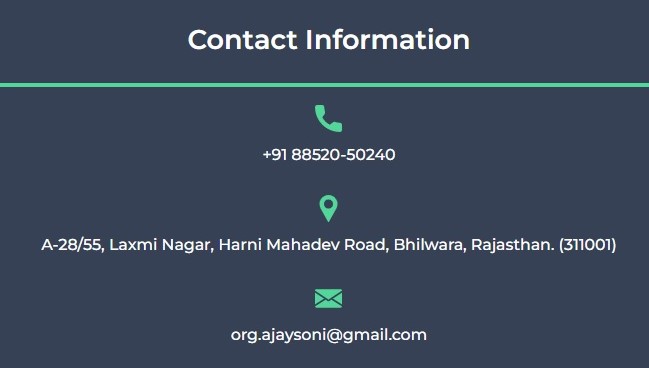 Contact Information
+91 88520-50240
A-28/55, Laxmi Nagar, Harni Mahadev Road, Bhilwara, Rajasthan. (311001)
org.ajaysoni@gmail.com